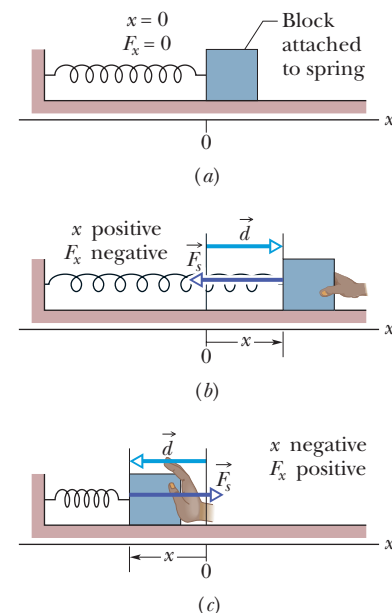 x = 0
F_x = 0
Block
attached
to spring
x
0
(a)
x positive
F_x negative
d
F_s
x
0
x
(b)
d
x negative
F_x positive
F_s
x
x
0
(c)